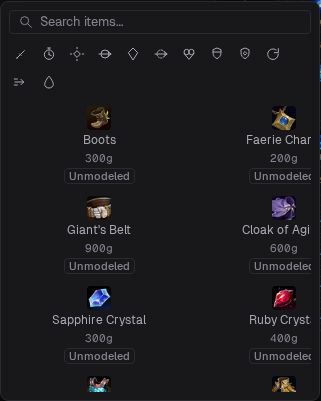 Search items...
Boots
Faerie Char
300g
200g
Unmodeled
Unmodeled
Giant's Belt
Cloak of Agi
900g
600g
Unmodeled
Unmodeled
Sapphire Crystal
Ruby Cryst
300g
400g
Unmodeled
Unmodeled